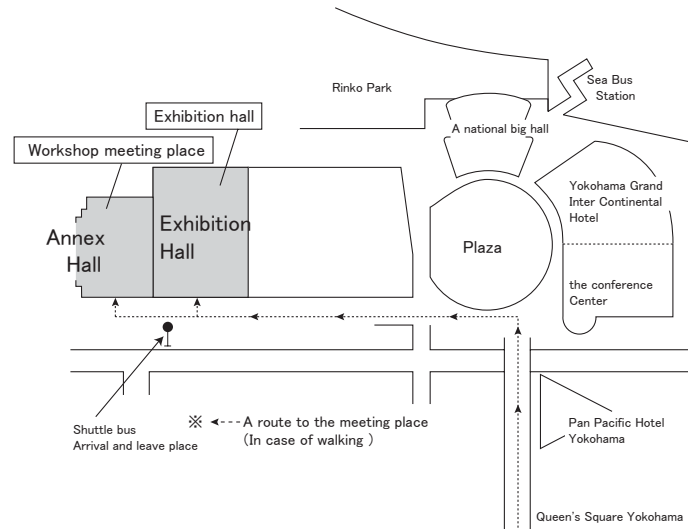 Rinko Park
Sea Bus
Station
Exhibition hall
A national big hall
Workshop meeting place
Yokohama Grand
Inter Continental
Hotel
Annex
Hall
Exhibition
Hall
Plaza
the conference
Center
Shuttle bus
Arrival and leave place
※ A route to the meeting place
(In case of walking )
Pan Pacific Hotel
Yokohama
Queen's Square Yokohama